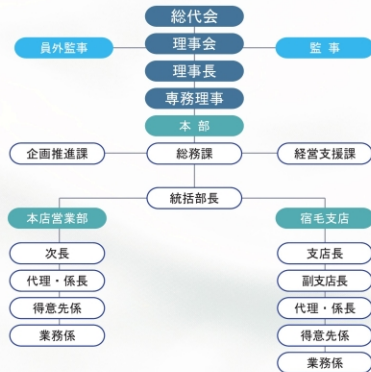 総代会
員外監事
理事会
監 事
理事長
専務理事
本 部
企画推進課
総務課
経営支援課
統括部長
本店営業部
次長
代理・係長
得意先係
業務係
宿毛支店
支店長
副支店長
代理・係長
得意先係
業務係